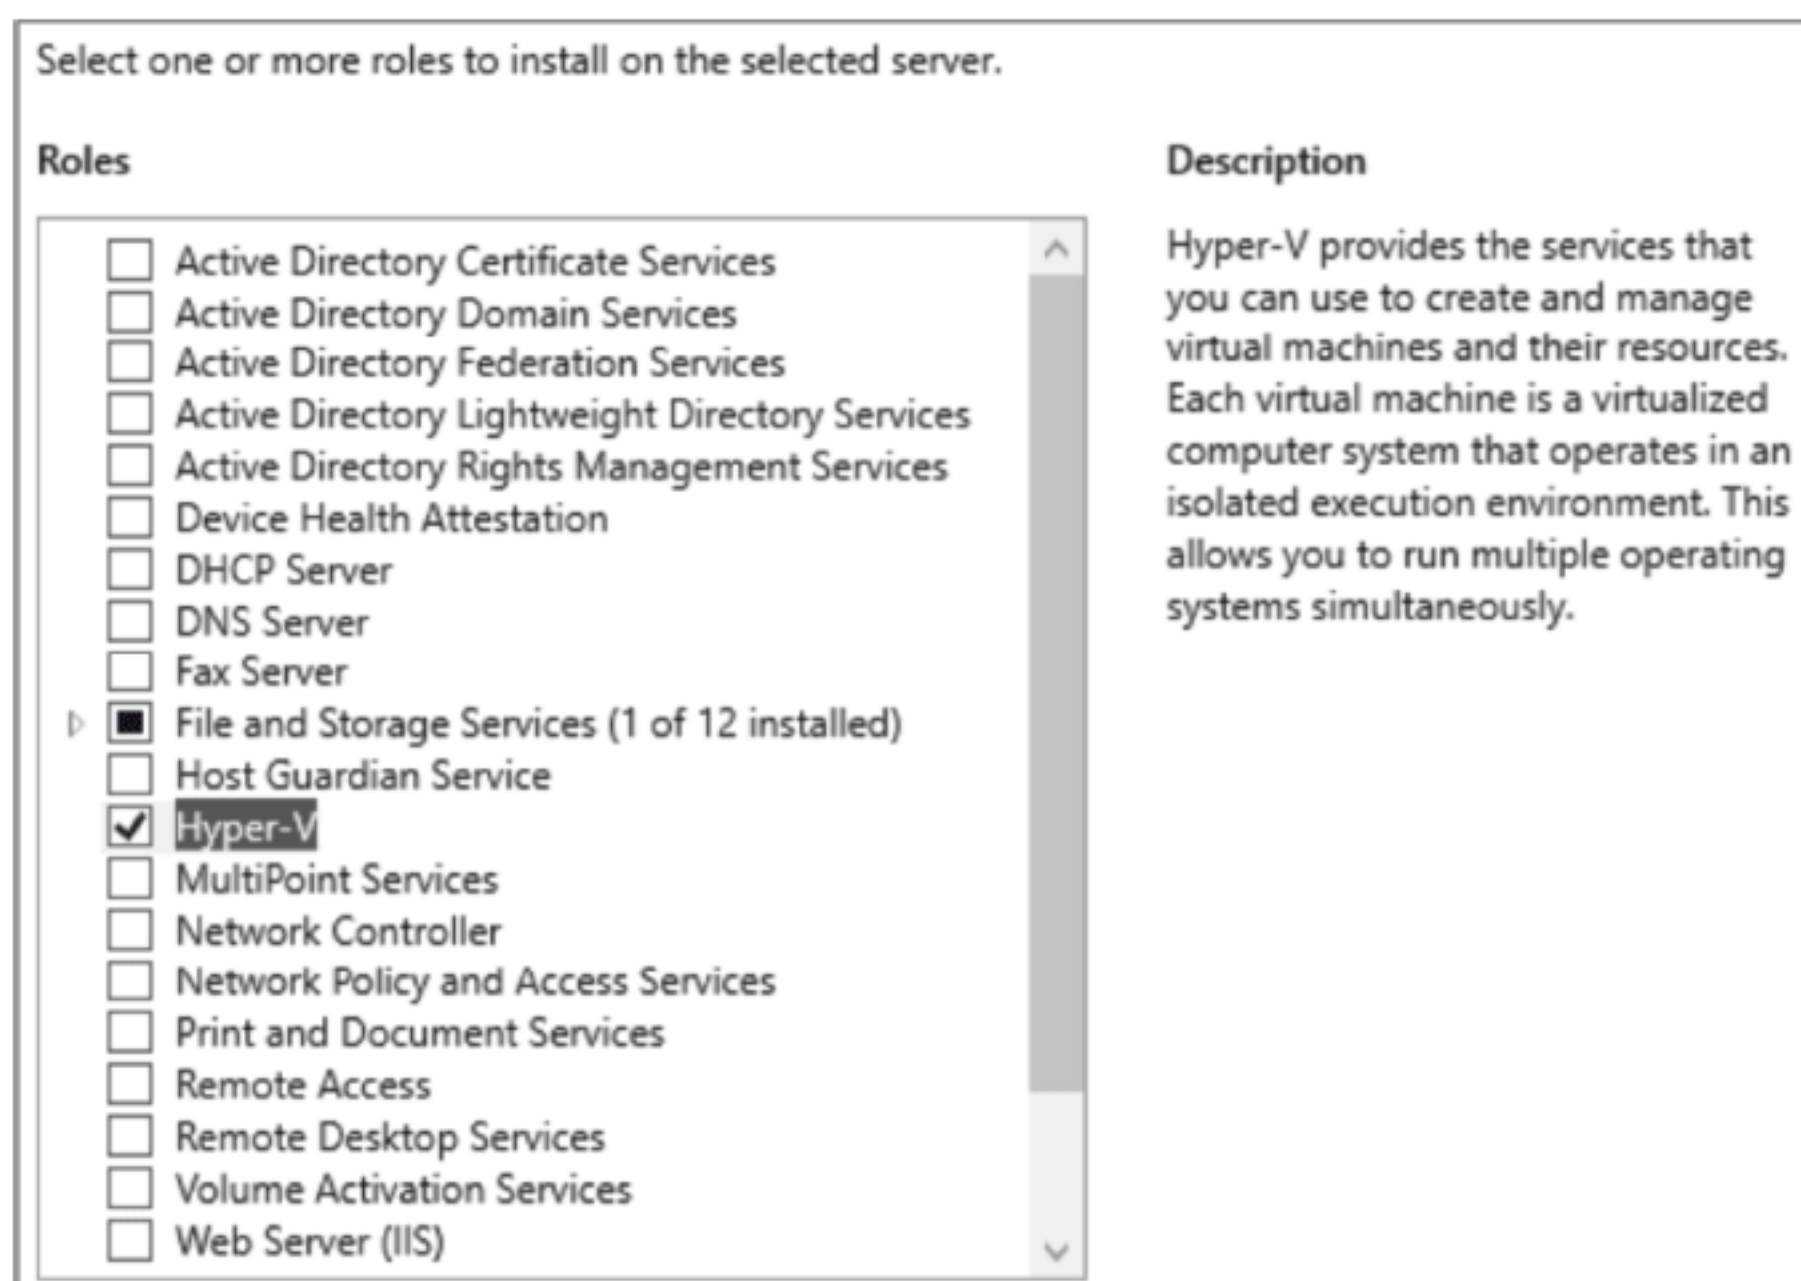 Select one or more roles to install on the selected server.
Roles
Active Directory Certificate Services
Active Directory Domain Services
Active Directory Federation Services
Active Directory Lightweight Directory Services
Active Directory Rights Management Services
Device Health Attestation
DHCP Server
DNS Server
Fax Server
File and Storage Services (1 of 12 installed)
Host Guardian Service
Hyper-V
MultiPoint Services
Network Controller
Network Policy and Access Services
Print and Document Services
Remote Access
Remote Desktop Services
Volume Activation Services
Web Server (IIS)
Description
Hyper-V provides the services that
you can use to create and manage
virtual machines and their resources.
Each virtual machine is a virtualized
computer system that operates in an
isolated execution environment. This
allows you to run multiple operating
systems simultaneously.